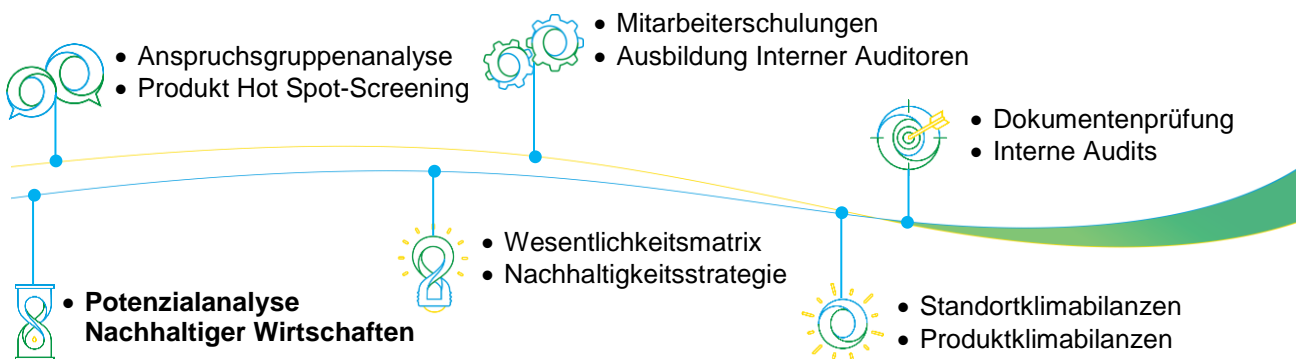 • Anspruchsgruppenanalyse
• Produkt Hot Spot-Screening
• Mitarbeiterschulungen
• Ausbildung Interner Auditoren
• Dokumentenprüfung
• Interne Audits
• Wesentlichkeitsmatrix
• Nachhaltigkeitsstrategie
• Potenzialanalyse
Nachhaltiger Wirtschaften
• Standortklimabilanzen
• Produktklimabilanzen